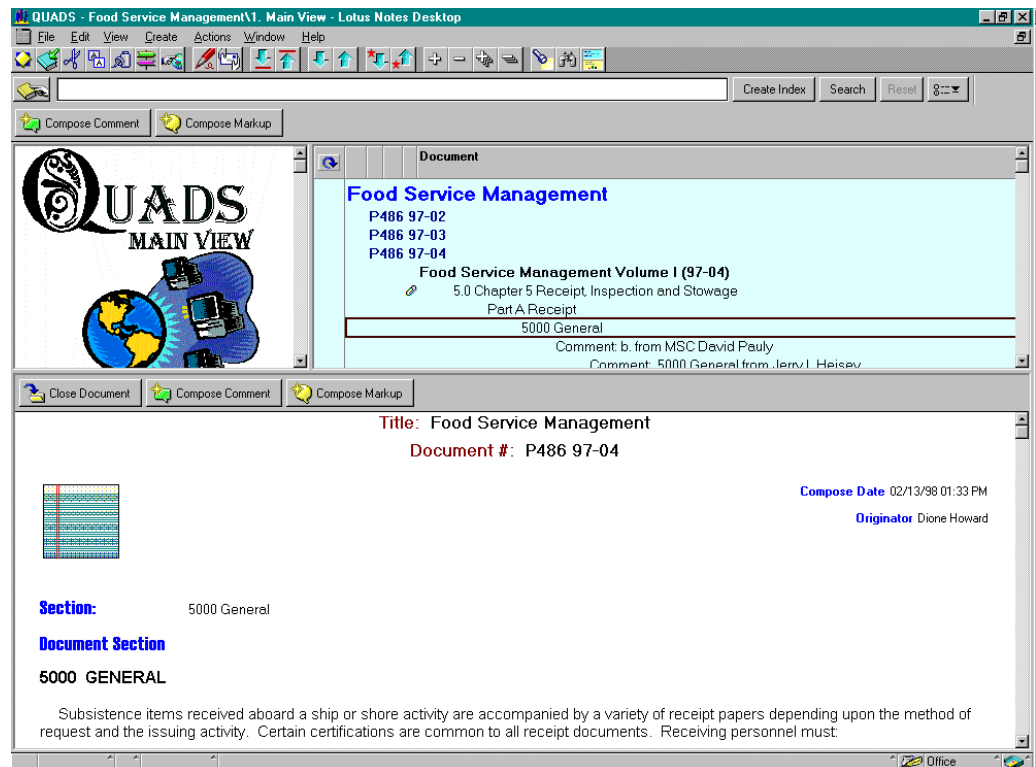 QUADS - Food Service Management\1. Main View - Lotus Notes Desktop
File Edit View Create Actions Window Help
Create Index Search Reset
Compose Comment Compose Markup
QUADS
MAIN VIEW
Document
Food Service Management
P486 97-02
P486 97-03
P486 97-04
Food Service Management Volume I (97-04)
5.0 Chapter 5 Receipt, Inspection and Stowage
Part A Receipt
5000 General
Comment: b. from MSC David Pauly
Comment: 5000 General from Jerry L Heisey
Close Document Compose Comment Compose Markup
Title: Food Service Management
Document #: P486 97-04
Compose Date 02/13/98 01:33 PM
Originator Dione Howard
Section: 5000 General
Document Section
5000 GENERAL
Subsistence items received aboard a ship or shore activity are accompanied by a variety of receipt papers depending upon the method of
request and the issuing activity. Certain certifications are common to all receipt documents. Receiving personnel must:
Office